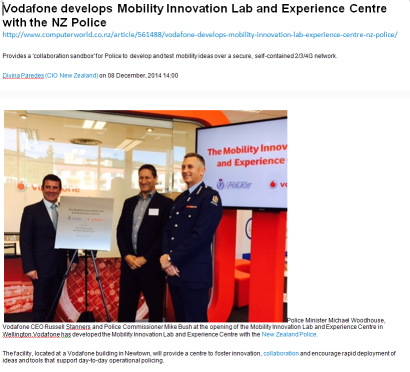 Vodafone develops Mobility Innovation Lab and Experience Centre
with the NZ Police
http://www.computerworld.co.nz/article/561488/vodafone-develops-mobility-innovation-lab-experience-centre-nz-police/
Provides a 'collaboration sandbox' for Police to develop and test mobility ideas over a secure, self-contained 2/3/4G network.
Divina Paredes (CIO New Zealand) on 08 December, 2014 14:00
The Mobility Innov
and Experience C
Police
vodafone
Police Minister Michael Woodhouse,
Vodafone CEO Russell Stanners and Police Commissioner Mike Bush at the opening of the Mobility Innovation Lab and Experience Centre in
Wellington.Vodafone has developed the Mobility Innovation Lab and Experience Centre with the New Zealand Police.
The facility, located at a Vodafone building in Newtown, will provide a centre to foster innovation, collaboration and encourage rapid deployment of
ideas and tools that support day-to-day operational policing.